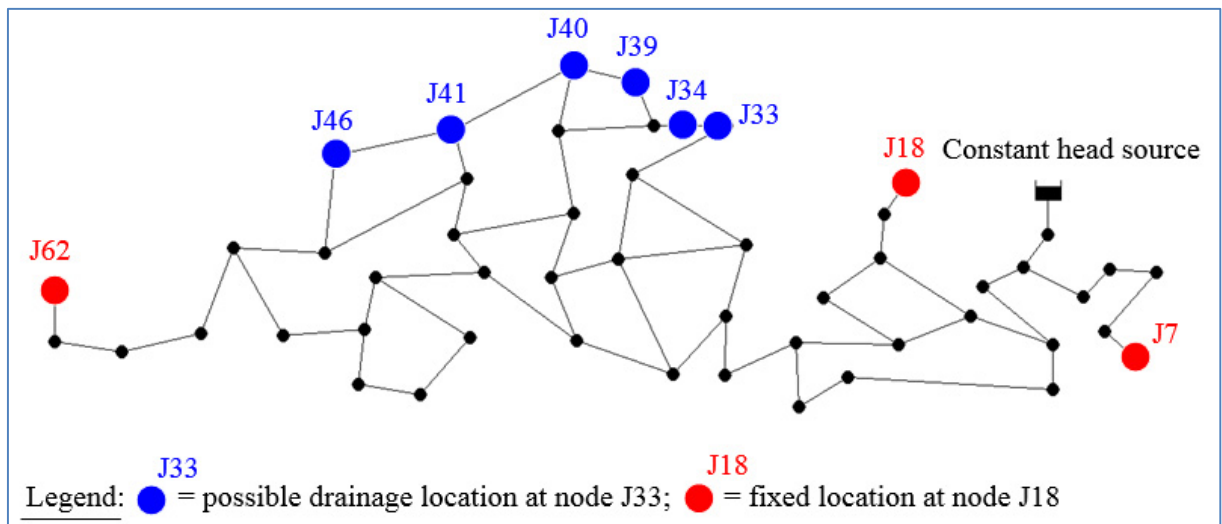 J40
J39
J41
J34
J33
J46
J18
Constant head source
J62
J7
J33
J18
Legend: = possible drainage location at node J33; = fixed location at node J18